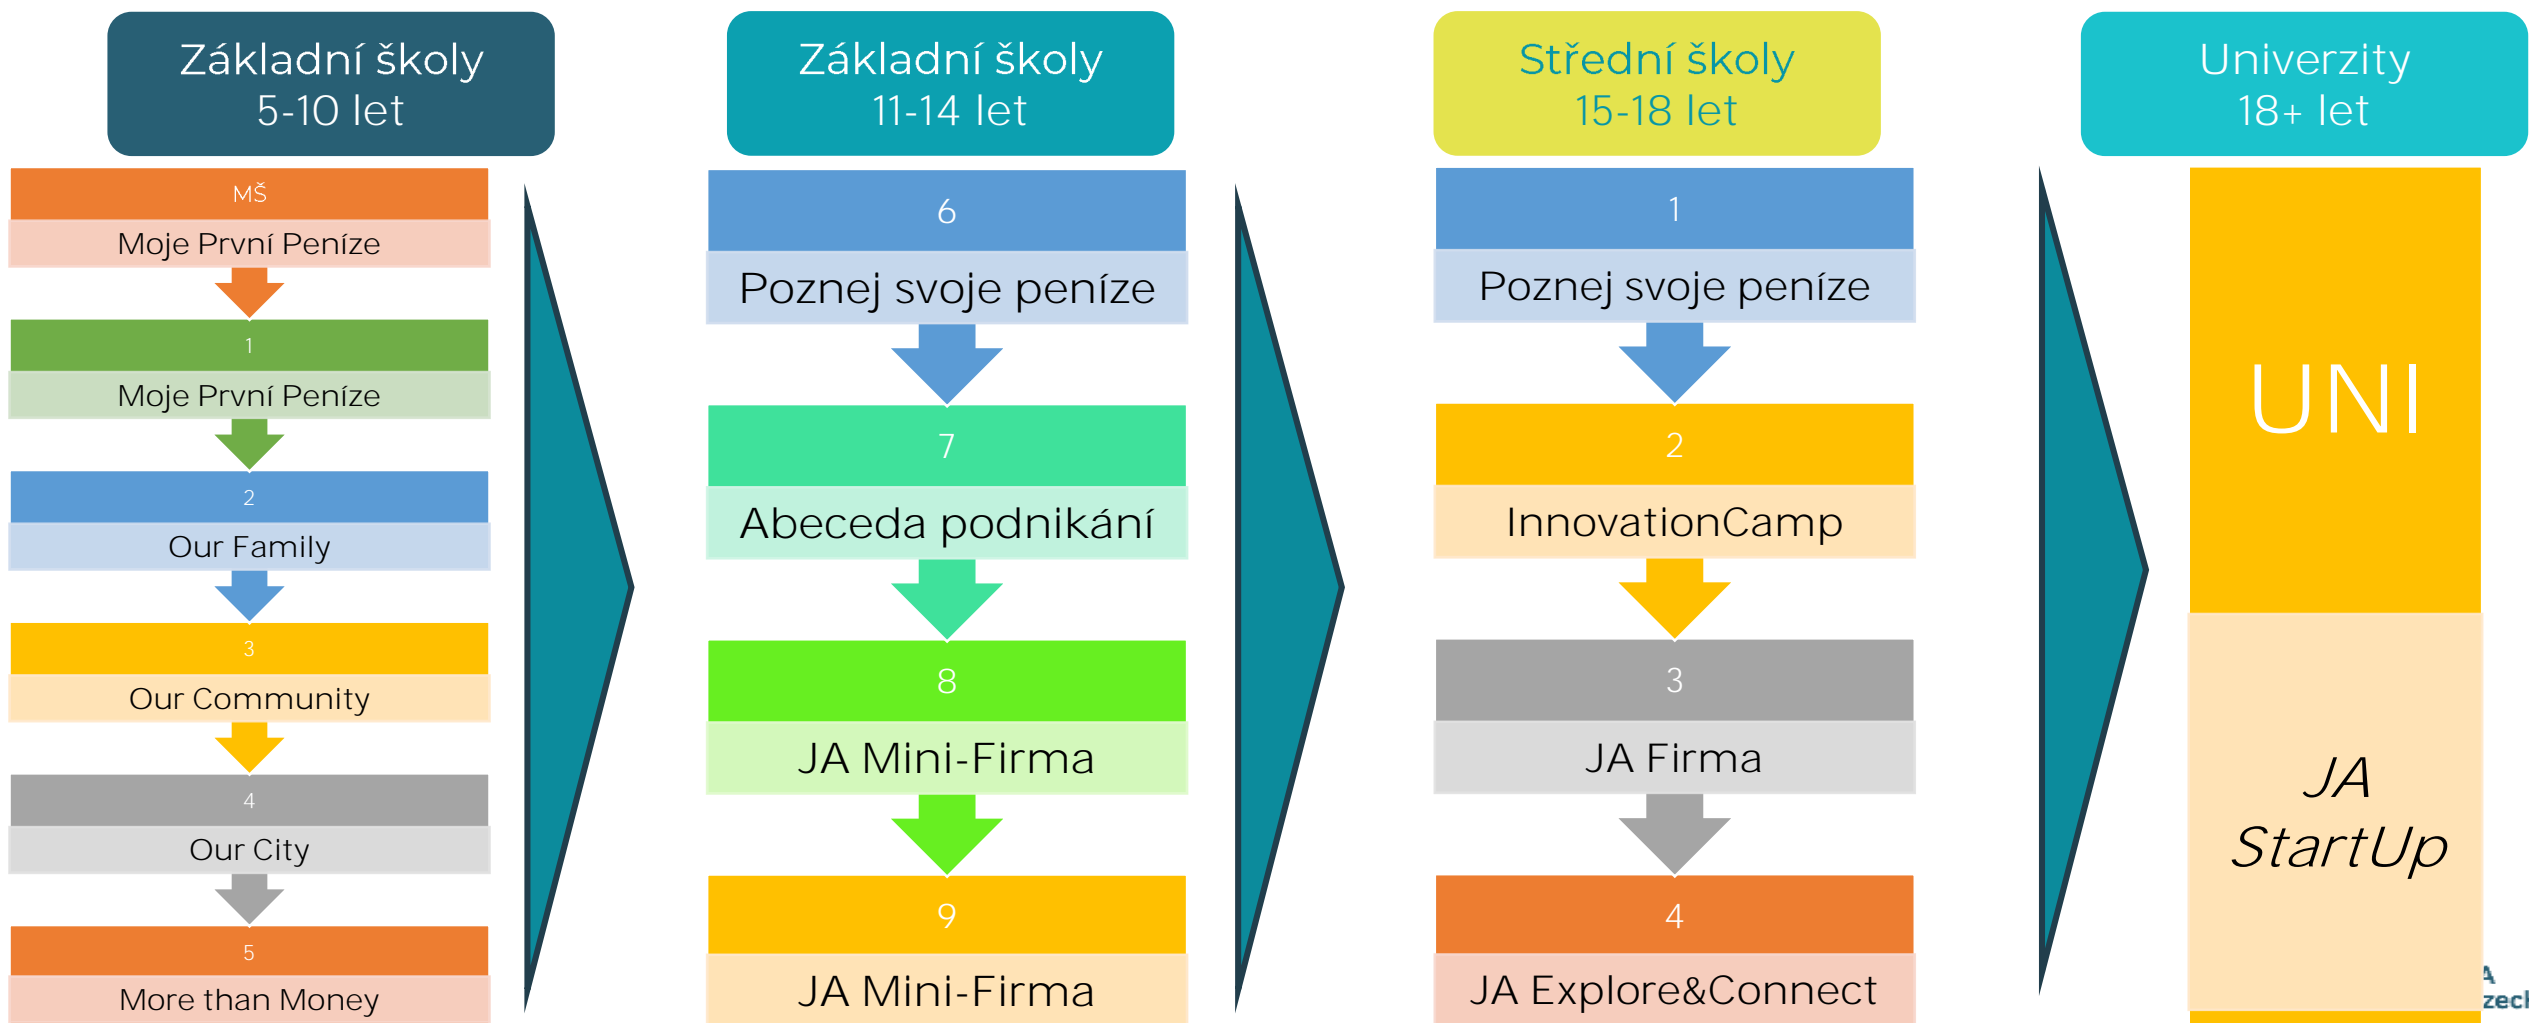 Základní školy
5-10 let
MŠ
Moje První Peníze
1
Moje První Peníze
2
Our Family
3
Our Community
4
Our City
5
More than Money
Základní školy
11-14 let
6
Poznej svoje peníze
7
Abeceda podnikání
8
JA Mini-Firma
9
JA Mini-Firma
Střední školy
15-18 let
1
Poznej svoje peníze
2
InnovationCamp
3
JA Firma
4
JA Explore&Connect
Univerzity
18+ let
UNI
JA
StartUp